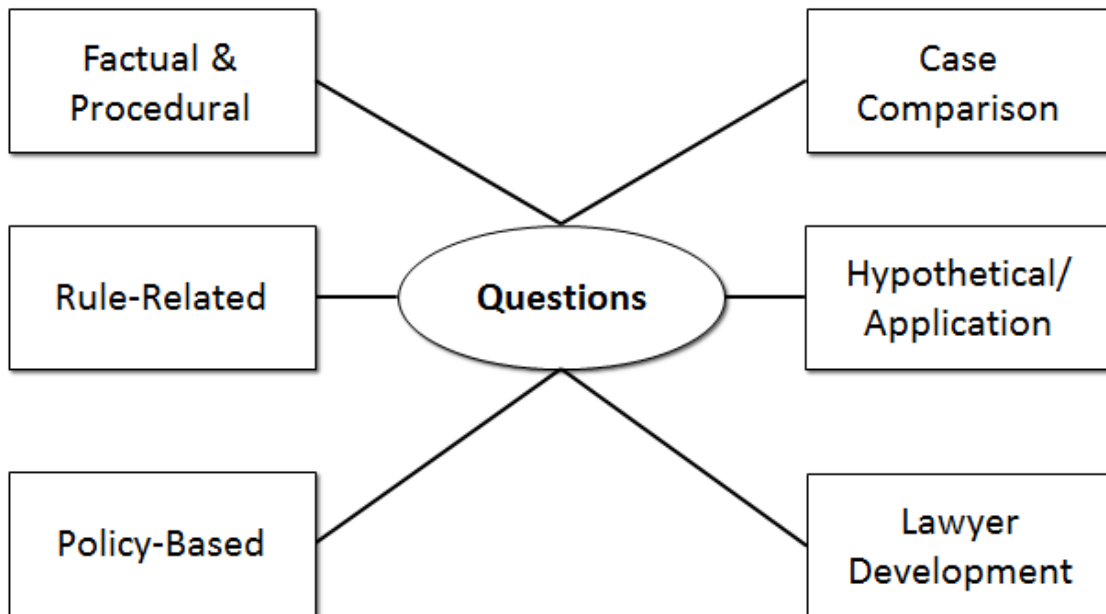 Factual &
Procedural
Case
Comparison
Rule-Related
Questions
Hypothetical/
Application
Policy-Based
Lawyer
Development